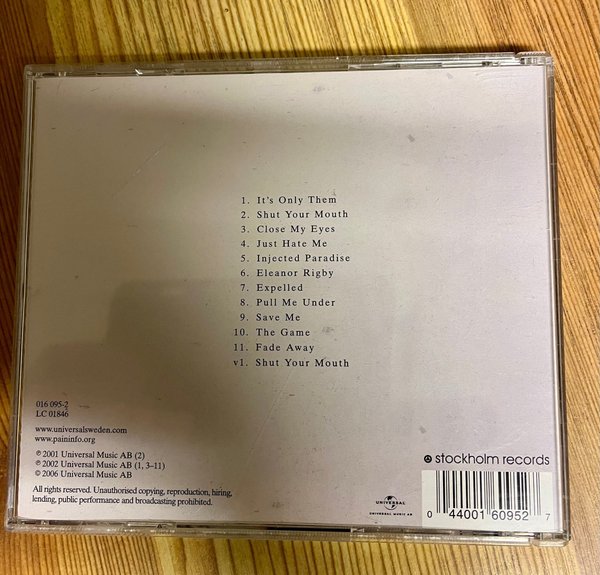 1. It's Only Them
2. Shut Your Mouth
3. Close My Eyes
4. Just Hate Me
5. Injected Paradise
6. Eleanor Rigby
7. Expelled
8. Pull Me Under
9. Save Me
10. The Game
11. Fade Away
v1. Shut Your Mouth
016 095-2
LC 01846
www.universalsweden.com
www.paininfo.org
℗ 2001 Universal Music AB (2)
℗ 2002 Universal Music AB (1, 3–11)
© 2006 Universal Music AB
All rights reserved. Unauthorised copying, reproduction, hiring,
lending, public performance and broadcasting prohibited.
UNIVERSAL
UNIVERSAL MUSIC AB
stockholm records
0 44001 60952 7